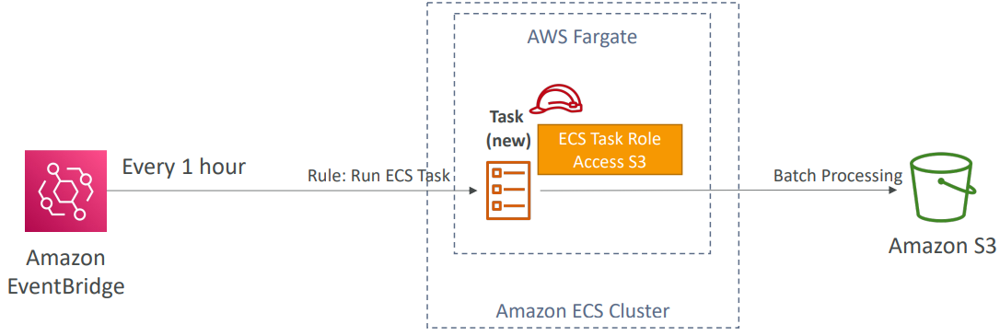 AWS Fargate
Task
(new)
ECS Task Role
Access S3
Every 1 hour
Rule: Run ECS Task
Batch Processing
Amazon
EventBridge
Amazon S3
Amazon ECS Cluster